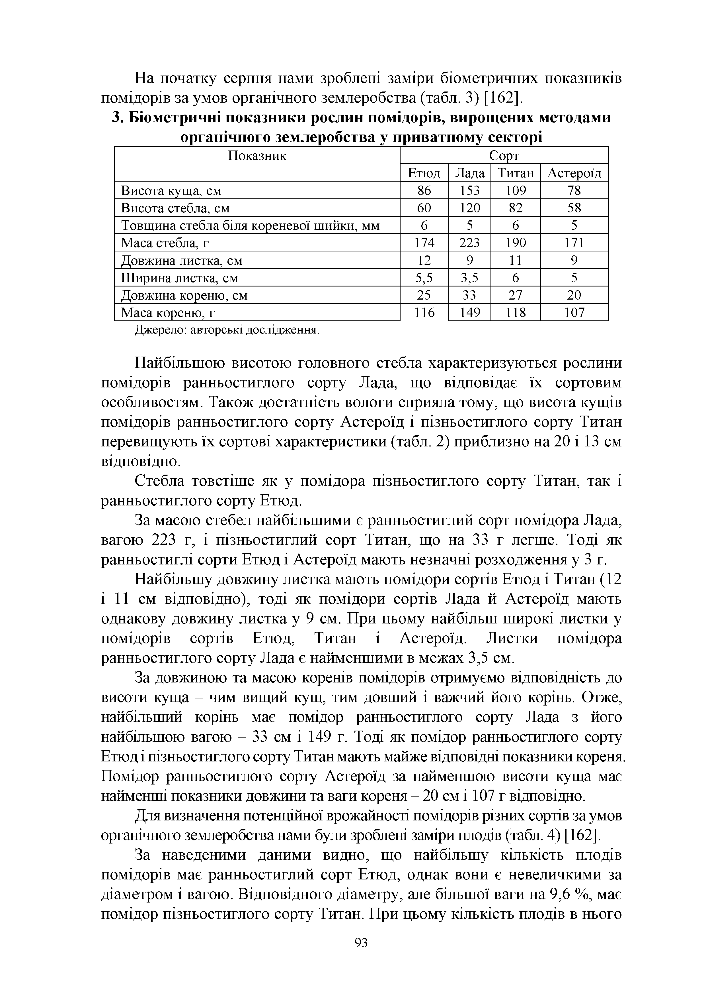 На початку серпня нами зроблені заміри біометричних показників
помідорів за умов органічного землеробства (табл. 3) [162].
3. Біометричні показники рослин помідорів, вирощених методами
органічного землеробства у приватному секторі
Показник Сорт
Етюд Лада Титан Астероїд
Висота куща, см 86 153 109 78
Висота стебла, см 60 120 82 58
Товщина стебла біля кореневої шийки, мм 6 5 6 5
Маса стебла, г 174 223 190 171
Довжина листка, см 12 9 11 9
Ширина листка, см 5,5 3,5 6 5
Довжина кореню, см 25 33 27 20
Маса кореню, г 116 149 118 107
Джерело: авторські дослідження.
Найбільшою висотою головного стебла характеризуються рослини
помідорів ранньостиглого сорту Лада, що відповідає їх сортовим
особливостям. Також достатність вологи сприяла тому, що висота кущів
помідорів ранньостиглого сорту Астероїд і пізньостиглого сорту Титан
перевищують їх сортові характеристики (табл. 2) приблизно на 20 і 13 см
відповідно.
Стебла товстіше як у помідора пізньостиглого сорту Титан, так і
ранньостиглого сорту Етюд.
За масою стебел найбільшими є ранньостиглий сорт помідора Лада,
вагою 223 г, і пізньостиглий сорт Титан, що на 33 г легше. Тоді як
ранньостиглі сорти Етюд і Астероїд мають незначні розходження у 3 г.
Найбільшу довжину листка мають помідори сортів Етюд і Титан (12
і 11 см відповідно), тоді як помідори сортів Лада й Астероїд мають
однакову довжину листка у 9 см. При цьому найбільш широкі листки у
помідорів сортів Етюд, Титан і Астероїд. Листки помідора
ранньостиглого сорту Лада є найменшими в межах 3,5 см.
За довжиною та масою коренів помідорів отримуємо відповідність до
висоти куща – чим вищий кущ, тим довший і важчий його корінь. Отже,
найбільший корінь має помідор ранньостиглого сорту Лада з його
найбільшою вагою – 33 см і 149 г. Тоді як помідор ранньостиглого сорту
Етюд і пізньостиглого сорту Титан мають майже відповідні показники кореня.
Помідор ранньостиглого сорту Астероїд за найменшою висоти куща має
найменші показники довжини та ваги кореня – 20 см і 107 г відповідно.
Для визначення потенційної врожайності помідорів різних сортів за умов
органічного землеробства нами були зроблені заміри плодів (табл. 4) [162].
За наведеними даними видно, що найбільшу кількість плодів
помідорів має ранньостиглий сорт Етюд, однак вони є невеличкими за
діаметром і вагою. Відповідного діаметру, але більшої ваги на 9,6 %, має
помідор пізньостиглого сорту Титан. При цьому кількість плодів в нього
93